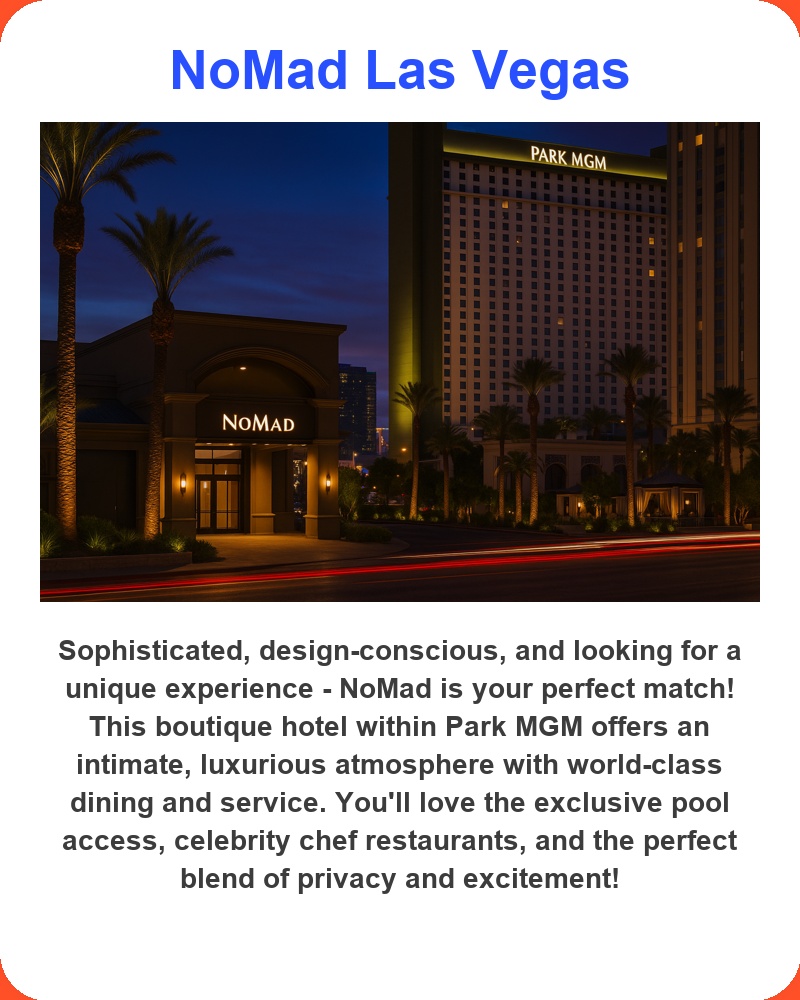 NoMad Las Vegas
PARK MGM
NOMAD
Sophisticated, design-conscious, and looking for a
unique experience - NoMad is your perfect match!
This boutique hotel within Park MGM offers an
intimate, luxurious atmosphere with world-class
dining and service. You'll love the exclusive pool
access, celebrity chef restaurants, and the perfect
blend of privacy and excitement!